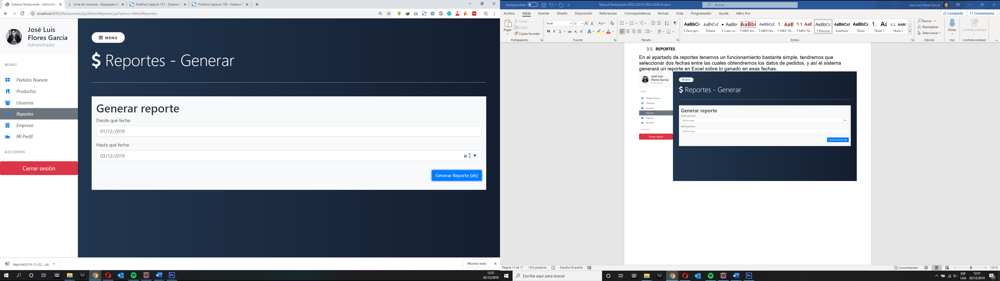 Sistema Restaurante - Administra
torta de milanesa - Búsqueda de
FireShot Capture 137 - Sistema R
FireShot Capture 138 - Sistema R
localhost:8080/Restaurante/jsp/AdminReportes.jsp?activo=AdminReportes
José Luis
Flores García
Administrador
MENÚ
Pedidos Nuevos
Productos
Usuarios
Reportes
Empresa
Mi Perfil
ACCIONES
Cerrar sesión
MENÚ
$ Reportes - Generar
Generar reporte
Desde qué fecha
01/12/2019
Hasta qué fecha
03/12/2019
Generar Reporte (xls)
Reporte2019-12-02....xls
Mostrar todo
12:31
02/12/2019
Autoguardado
Manual Restaurante JOSE LUIS FLORES GARCIA.docx
Buscar
Jose Luis Flores Garcia
Archivo Inicio Insertar Diseño Disposición Referencias Correspondencia Revisar Vista Programador Ayuda Nitro Pro
Compartir Comentarios
Pegar
Cortar
Copiar
Copiar formato
Portapapeles
Arial 12
Aa
N K S ab x₂ x²
Fuente
Párrafo
AaBbCc AaBbCcL AaBb( AaBb( AaBbCcD 1. AaE 1.1 AaE AaBbCc AaBbCcl AaBbCc 1. Aa 1.1. AABE
¶ Descripc... Énfasis ¶ Lista co... ¶ MED An... ¶ MED Eta... ¶ MED Tít... ¶ MED Tít... ¶ Normal Subtítulo Título Título 1 Título 2
Estilos
Buscar
Reemplazar
Seleccionar
Edición
Dictar
Voz
Confidencialidad
Confidencialidad
3.5. REPORTES
En el apartado de reportes tenemos un funcionamiento bastante simple, tendremos que
seleccionar dos fechas entre las cuales obtendremos los datos de pedidos, y así el sistema
generará un reporte en Excel sobre lo ganado en esas fechas.
José Luis
Flores García
Administrador
MENÚ
Pedidos Nuevos
Productos
Usuarios
Reportes
Empresa
Mi Perfil
ACCIONES
Cerrar sesión
MENÚ
$ Reportes - Generar
Generar reporte
Desde qué fecha
dd/mm/aaaa
Hasta qué fecha
dd/mm/aaaa
Generar Reporte (xls)
Página 17 de 17 1325 palabras Español (España)
Concentración
120 %
Escribe aquí para buscar
ESP
LAA
12:31
02/12/2019